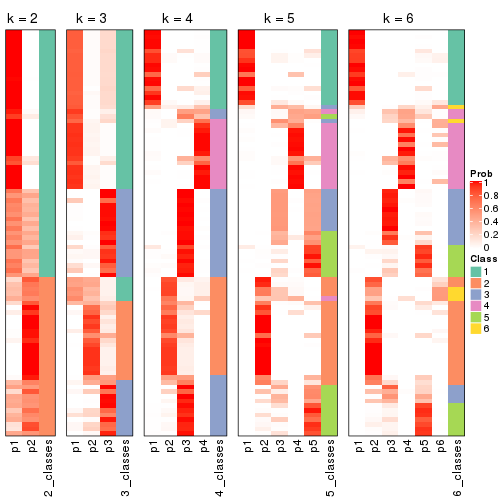 k = 2
k = 3
k = 4
k = 5
k = 6
Prob
1
0.8
0.6
0.4
0.2
0
Class
1
2
3
4
5
6
p1
p2
2_classes
p1
p2
p3
3_classes
p1
p2
p3
p4
4_classes
p1
p2
p3
p4
p5
5_classes
p1
p2
p3
p4
p5
p6
6_classes